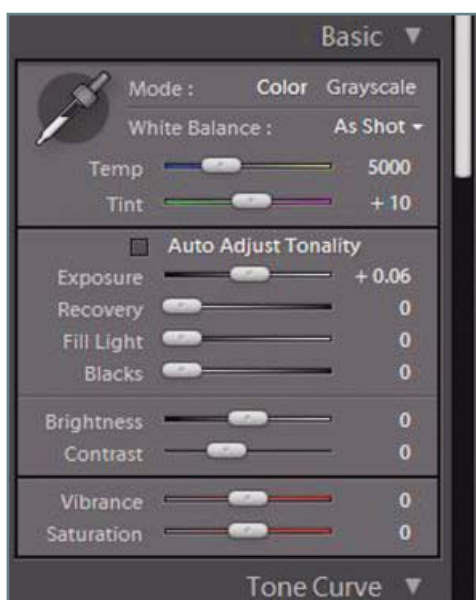 Basic
Mode : Color Grayscale
White Balance : As Shot
Temp 5000
Tint + 10
Auto Adjust Tonality
Exposure + 0.06
Recovery 0
Fill Light 0
Blacks 0
Brightness 0
Contrast 0
Vibrance 0
Saturation 0
Tone Curve